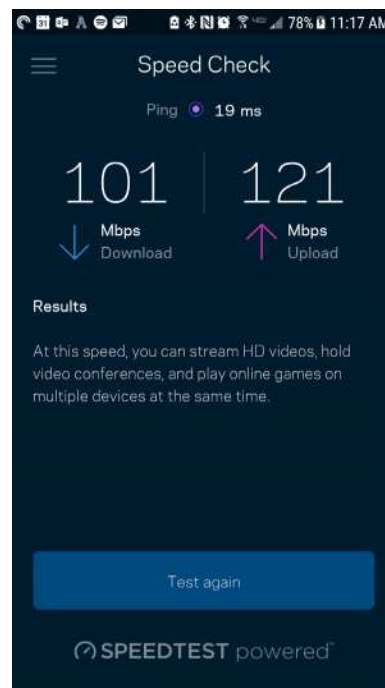 78% 11:17 AM
Speed Check
Ping 19 ms
101 121
Mbps Mbps
Download Upload
Results
At this speed, you can stream HD videos, hold
video conferences, and play online games on
multiple devices at the same time.
Test again
SPEEDTEST powered™